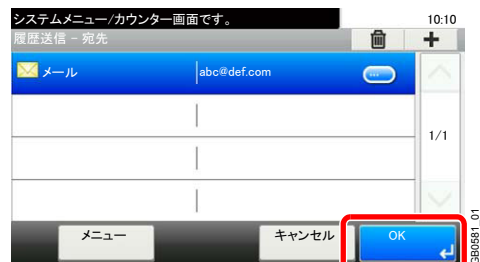 システムメニュー/カウンター画面です。 10:10
履歴送信 - 宛先
メール abc@def.com
1/1
メニュー キャンセル OK
GB0581_01